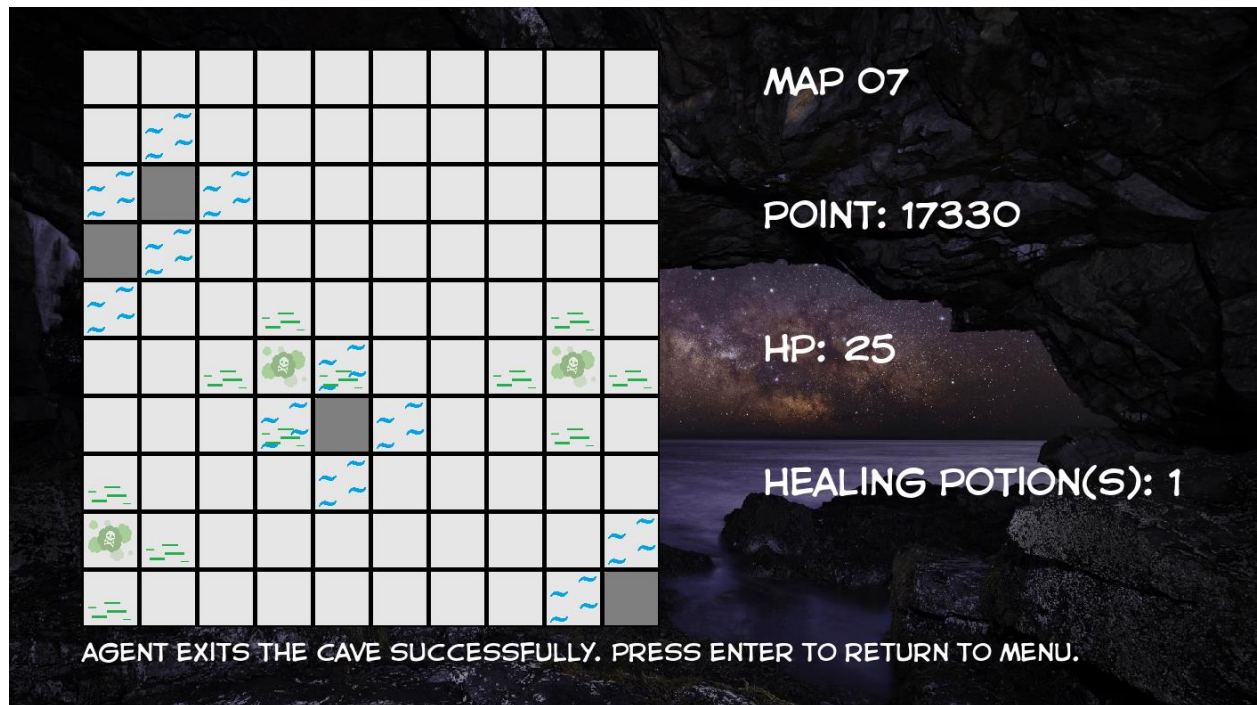 MAP 07
POINT: 17330
HP: 25
HEALING POTION(S): 1
AGENT EXITS THE CAVE SUCCESSFULLY. PRESS ENTER TO RETURN TO MENU.